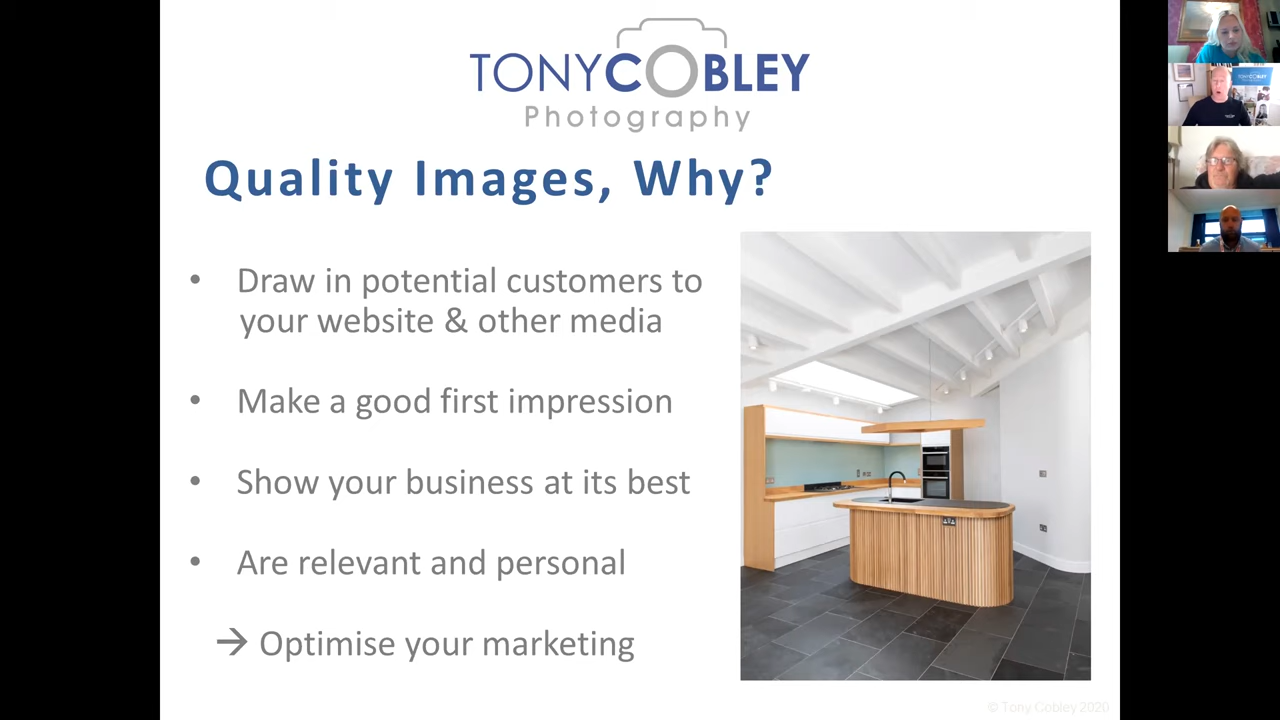 TONYCOBLEY
Photography
Quality Images, Why?
• Draw in potential customers to
your website & other media
• Make a good first impression
• Show your business at its best
• Are relevant and personal
→ Optimise your marketing
© Tony Cobley 2020
TONYCOBLEY